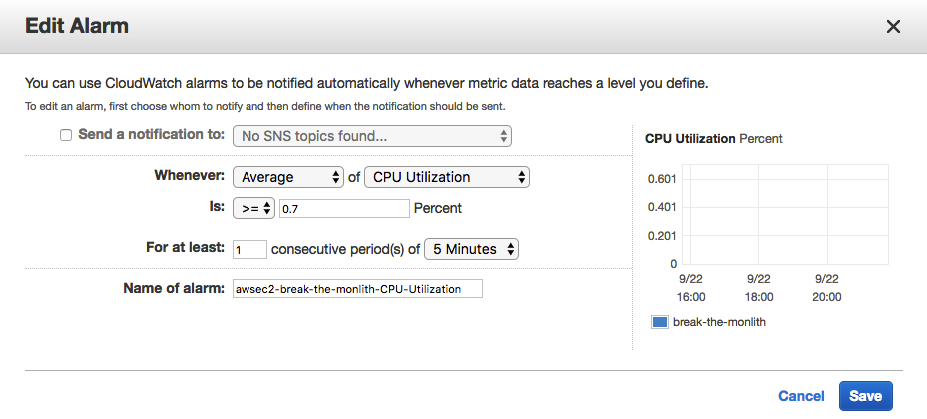 Edit Alarm
You can use CloudWatch alarms to be notified automatically whenever metric data reaches a level you define.
To edit an alarm, first choose whom to notify and then define when the notification should be sent.
Send a notification to: No SNS topics found...
Whenever: Average of CPU Utilization
Is: >= 0.7 Percent
For at least: 1 consecutive period(s) of 5 Minutes
Name of alarm: awsec2-break-the-monlith-CPU-Utilization
CPU Utilization Percent
0.601
0.401
0.201
0
9/22 9/22 9/22
16:00 18:00 20:00
break-the-monlith
Cancel Save